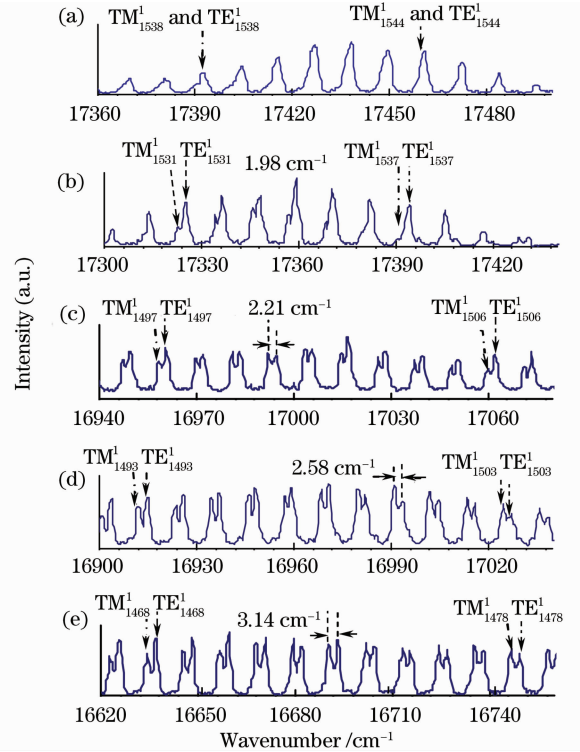 (a) TM¹₁₅₃₈ and TE¹₁₅₃₈ TM¹₁₅₄₄ and TE¹₁₅₄₄
17360 17390 17420 17450 17480
(b) TM¹₁₅₃₁ TE¹₁₅₃₁ 1.98 cm⁻¹ TM¹₁₅₃₇ TE¹₁₅₃₇
17300 17330 17360 17390 17420
(c) TM¹₁₄₉₇ TE¹₁₄₉₇ 2.21 cm⁻¹ TM¹₁₅₀₆ TE¹₁₅₀₆
16940 16970 17000 17030 17060
(d) TM¹₁₄₉₃ TE¹₁₄₉₃ 2.58 cm⁻¹ TM¹₁₅₀₃ TE¹₁₅₀₃
16900 16930 16960 16990 17020
(e) TM¹₁₄₆₈ TE¹₁₄₆₈ 3.14 cm⁻¹ TM¹₁₄₇₈ TE¹₁₄₇₈
16620 16650 16680 16710 16740
Wavenumber /cm⁻¹
Intensity (a.u.)